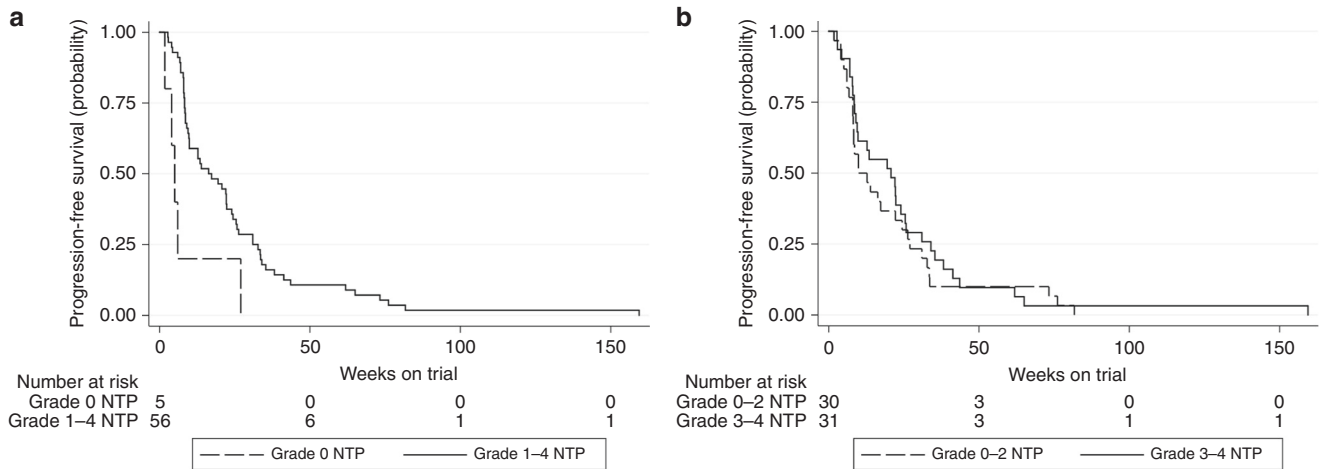 a
Progression-free survival (probability)
1.00
0.75
0.50
0.25
0.00
0 50 100 150
Weeks on trial
Number at risk
Grade 0 NTP 5 0 0 0
Grade 1–4 NTP 56 6 1 1
Grade 0 NTP Grade 1–4 NTP
b
Progression-free survival (probability)
1.00
0.75
0.50
0.25
0.00
0 50 100 150
Weeks on trial
Number at risk
Grade 0–2 NTP 30 3 0 0
Grade 3–4 NTP 31 3 1 1
Grade 0–2 NTP Grade 3–4 NTP